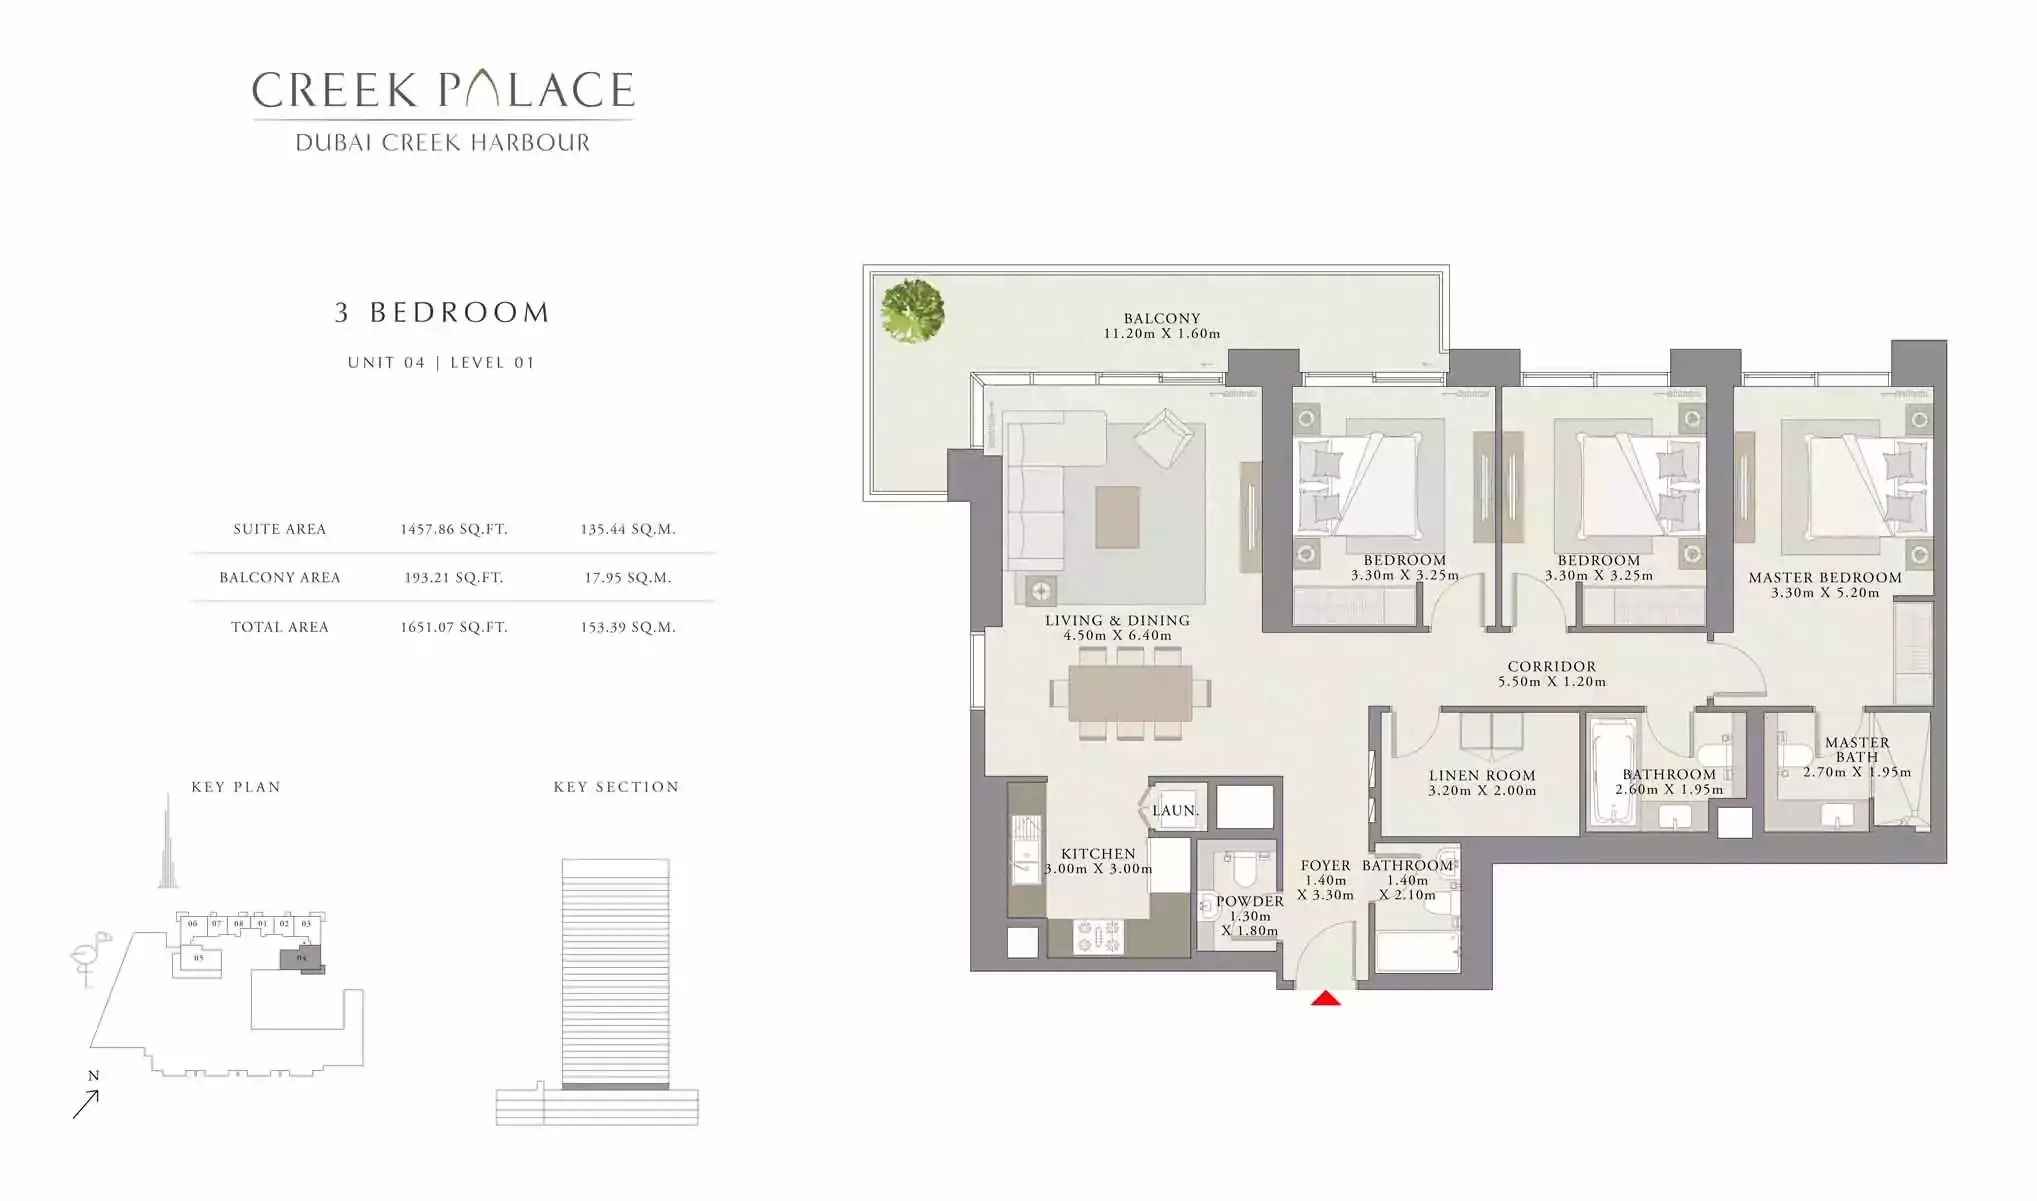 CREEK PALACE
DUBAI CREEK HARBOUR
3 BEDROOM
UNIT 04 | LEVEL 01
SUITE AREA 1457.86 SQ.FT. 135.44 SQ.M.
BALCONY AREA 193.21 SQ.FT. 17.95 SQ.M.
TOTAL AREA 1651.07 SQ.FT. 153.39 SQ.M.
KEY PLAN
06 07 08 01 02 03
05
04
N
KEY SECTION
BALCONY
11.20m X 1.60m
BEDROOM
3.30m X 3.25m
BEDROOM
3.30m X 3.25m
MASTER BEDROOM
3.30m X 5.20m
LIVING & DINING
4.50m X 6.40m
CORRIDOR
5.50m X 1.20m
LINEN ROOM
3.20m X 2.00m
BATHROOM
2.60m X 1.95m
MASTER
BATH
2.70m X 1.95m
LAUN.
KITCHEN
3.00m X 3.00m
POWDER
1.30m
X 1.80m
FOYER
1.40m
X 3.30m
BATHROOM
1.40m
X 2.10m